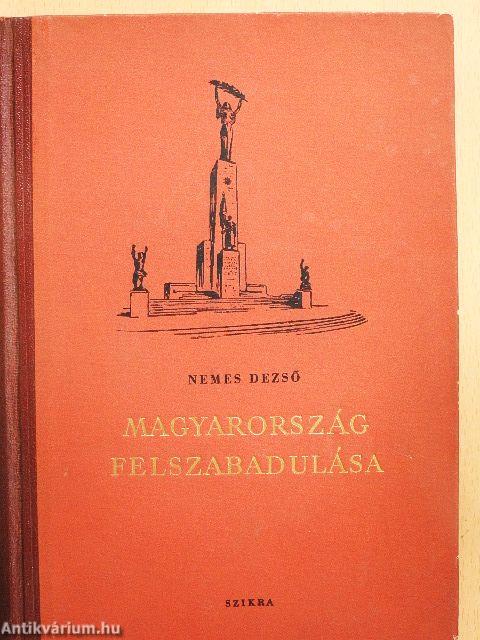 NEMES DEZSŐ
MAGYARORSZÁG
FELSZABADULÁSA
SZIKRA
Antikvárium.hu